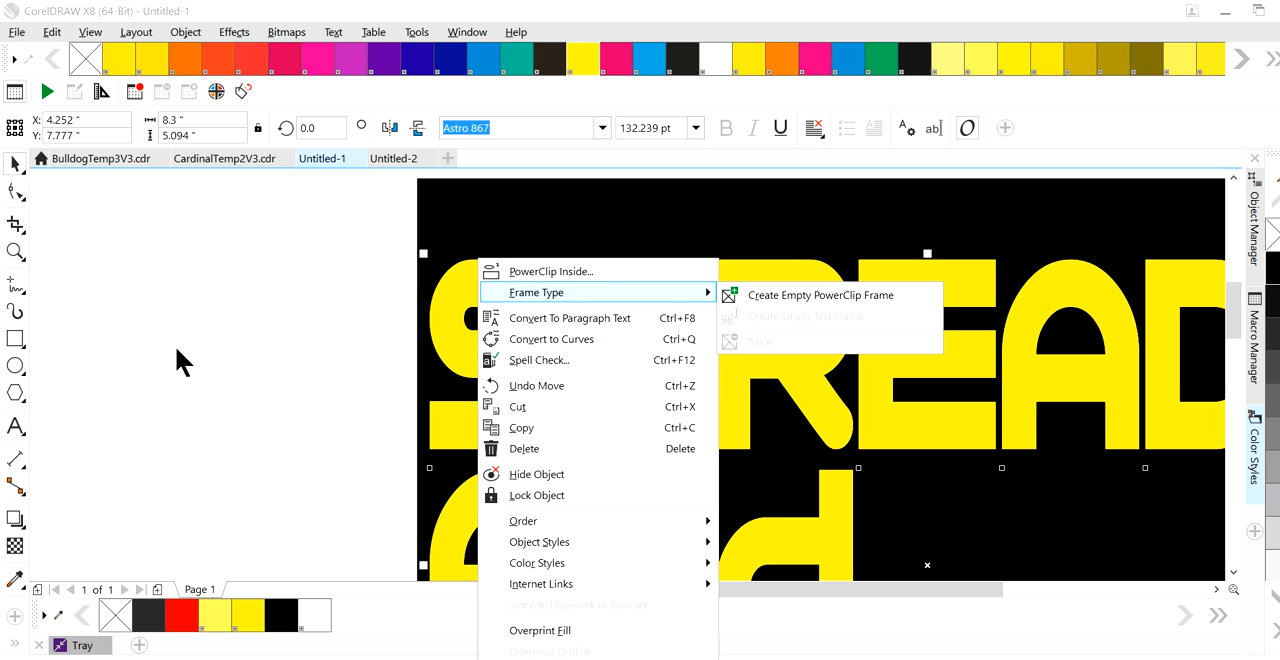 CorelDRAW X8 (64-Bit) - Untitled-1
File Edit View Layout Object Effects Bitmaps Text Table Tools Window Help
X: 4.252 " 8.3 " 0.0 Astro 867 132.239 pt B I U ab O
Y: 7.777 " 5.094 "
BulldogTemp3V3.cdr CardinalTemp2V3.cdr Untitled-1 Untitled-2
Object Manager
Macro Manager
Color Styles
READ
d
PowerClip Inside...
Frame Type
Create Empty PowerClip Frame
Create Empty Text Frame
None
Convert To Paragraph Text Ctrl+F8
Convert to Curves Ctrl+Q
Spell Check... Ctrl+F12
Undo Move Ctrl+Z
Cut Ctrl+X
Copy Ctrl+C
Delete Delete
Hide Object
Lock Object
Order
Object Styles
Color Styles
Internet Links
Jump to Hyperlink in Browser
Overprint Fill
Overprint Outline
1 of 1 Page 1
Tray